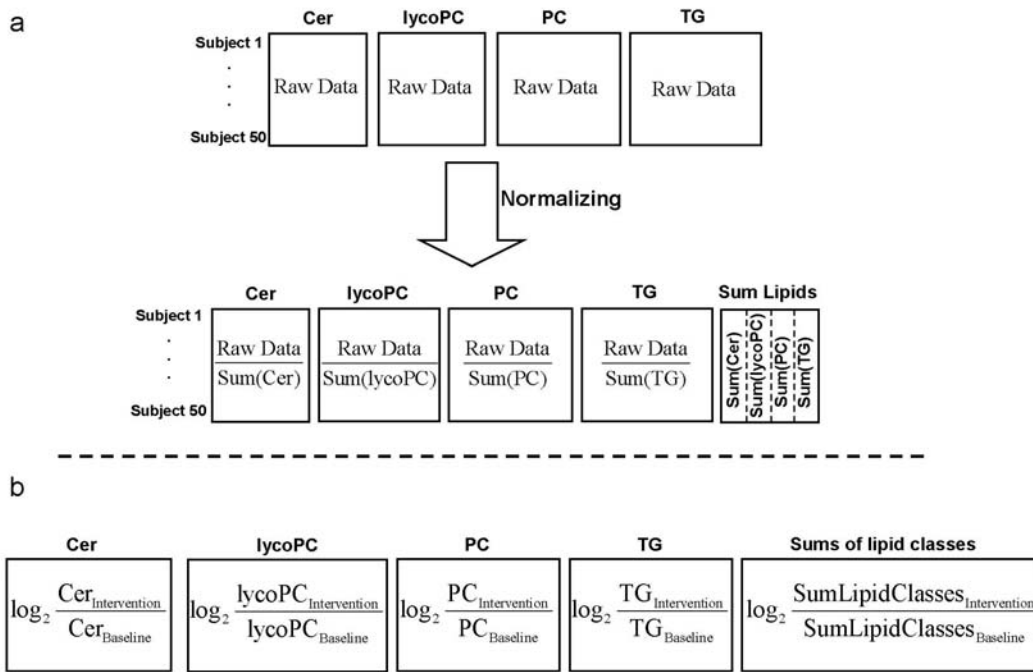 a
Cer lycoPC PC TG
Subject 1
.
.
.
Subject 50
Raw Data Raw Data Raw Data Raw Data
Normalizing
Cer lycoPC PC TG Sum Lipids
Subject 1
.
.
.
Subject 50
Raw Data
Sum(Cer)
Raw Data
Sum(lycoPC)
Raw Data
Sum(PC)
Raw Data
Sum(TG)
Sum(Cer)
Sum(lycoPC)
Sum(PC)
Sum(TG)
b
Cer lycoPC PC TG Sums of lipid classes
log2 CerIntervention
CerBaseline
log2 lycoPCIntervention
lycoPCBaseline
log2 PCIntervention
PCBaseline
log2 TGIntervention
TGBaseline
log2 SumLipidClassesIntervention
SumLipidClassesBaseline